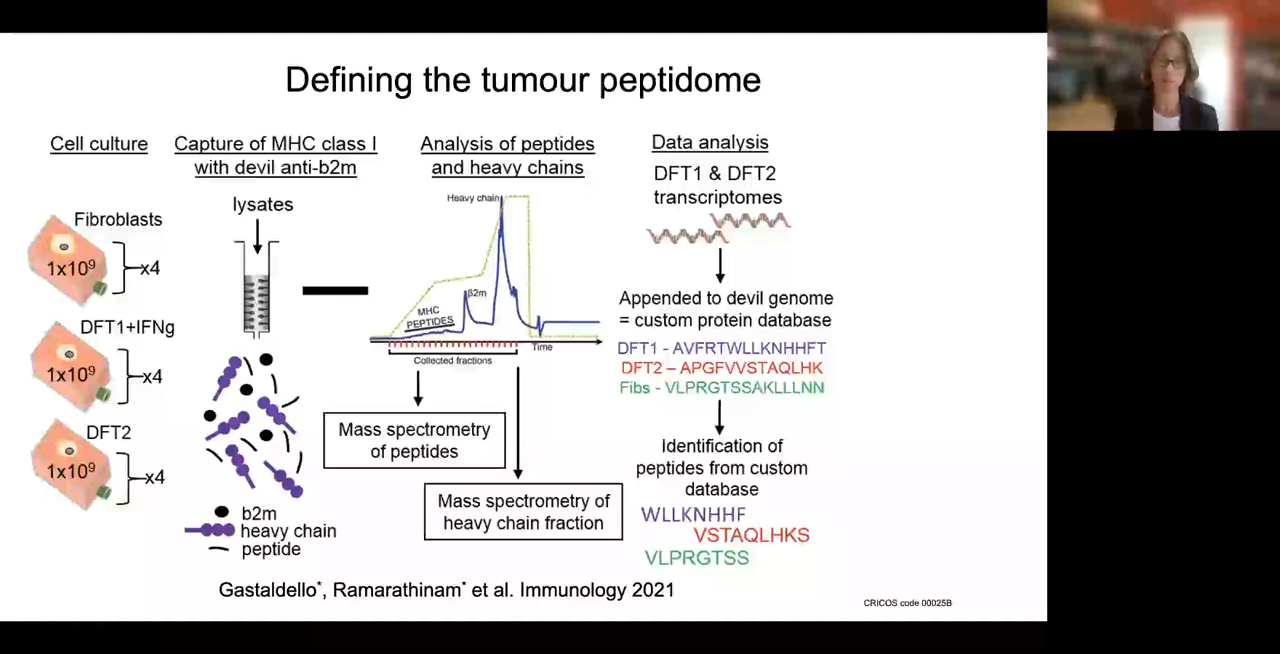 Defining the tumour peptidome
Cell culture
Fibroblasts
1x10⁹
x4
DFT1+IFNg
1x10⁹
x4
DFT2
1x10⁹
x4
Capture of MHC class I
with devil anti-b2m
lysates
b2m
heavy chain
peptide
Analysis of peptides
and heavy chains
Heavy chain
β2m
MHC
PEPTIDES
Time
Collected fractions
Mass spectrometry
of peptides
Mass spectrometry of
heavy chain fraction
Data analysis
DFT1 & DFT2
transcriptomes
Appended to devil genome
= custom protein database
DFT1 - AVFRTWLLKNHHFT
DFT2 – APGFVVSTAQLHK
Fibs - VLPRGTSSAKLLLNN
Identification of
peptides from custom
database
WLLKNHHF
VSTAQLHKS
VLPRGTSS
Gastaldello*, Ramarathinam* et al. Immunology 2021
CRICOS code 00025B